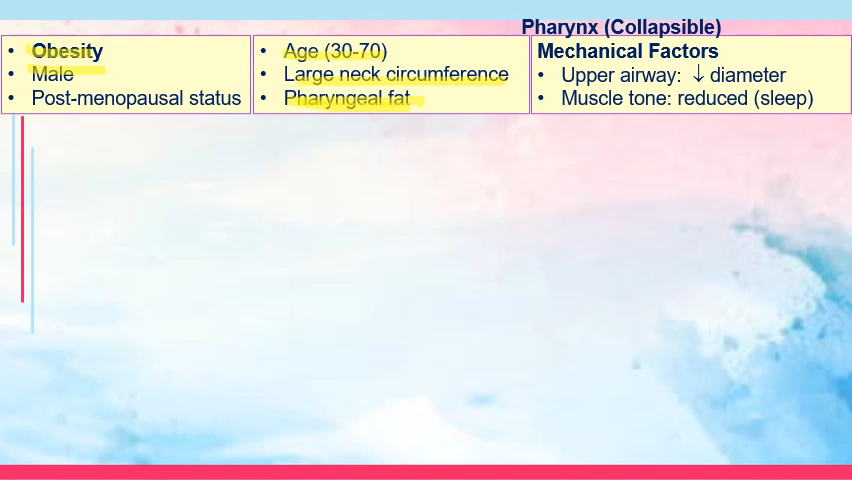 Pharynx (Collapsible)
• Obesity
• Male
• Post-menopausal status
• Age (30-70)
• Large neck circumference
• Pharyngeal fat
Mechanical Factors
• Upper airway: ↓ diameter
• Muscle tone: reduced (sleep)